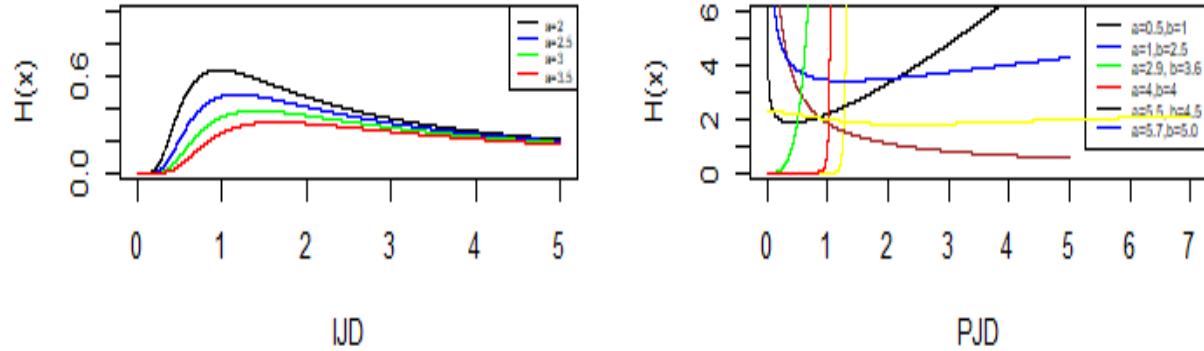 H(x)
0.0 0.6
0 1 2 3 4 5
IJD
a=2
a=2.5
a=3
a=3.5
H(x)
0 2 4 6
0 1 2 3 4 5 6 7
PJD
a=0.5,b=1
a=1,b=2.5
a=2.9, b=3.6
a=4,b=4
a=5.5, b=4.5
a=5.7,b=5.0